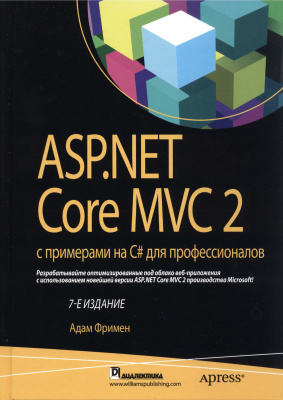 ASP.NET
Core MVC 2
с примерами на C# для профессионалов
Разрабатывайте оптимизированные под облако веб-приложения
с использованием новейшей версии ASP.NET Core MVC 2 производства Microsoft!
7-Е ИЗДАНИЕ
Адам Фримен
ДИАЛЕКТИКА
www.williamspublishing.com
Apress®